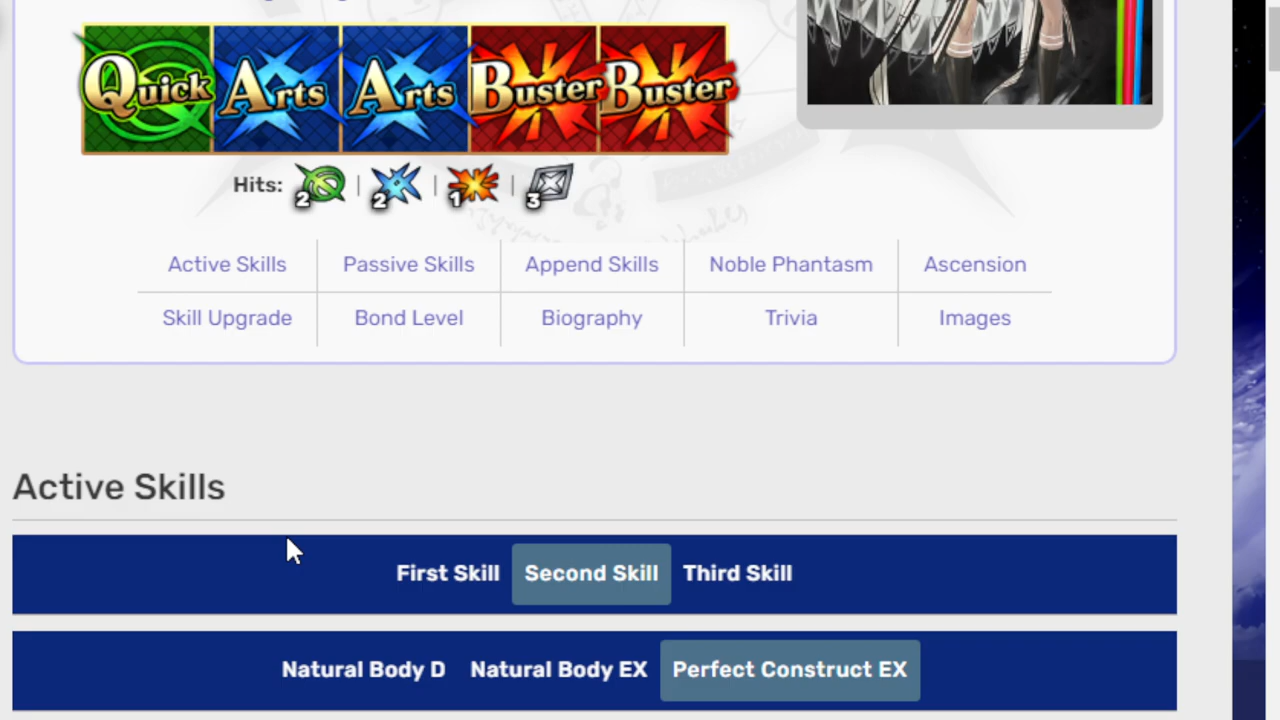 Quick Arts Arts Buster Buster
Hits: 2 | 2 | 1 | 3
Active Skills Passive Skills Append Skills Noble Phantasm Ascension
Skill Upgrade Bond Level Biography Trivia Images
Active Skills
First Skill Second Skill Third Skill
Natural Body D Natural Body EX Perfect Construct EX